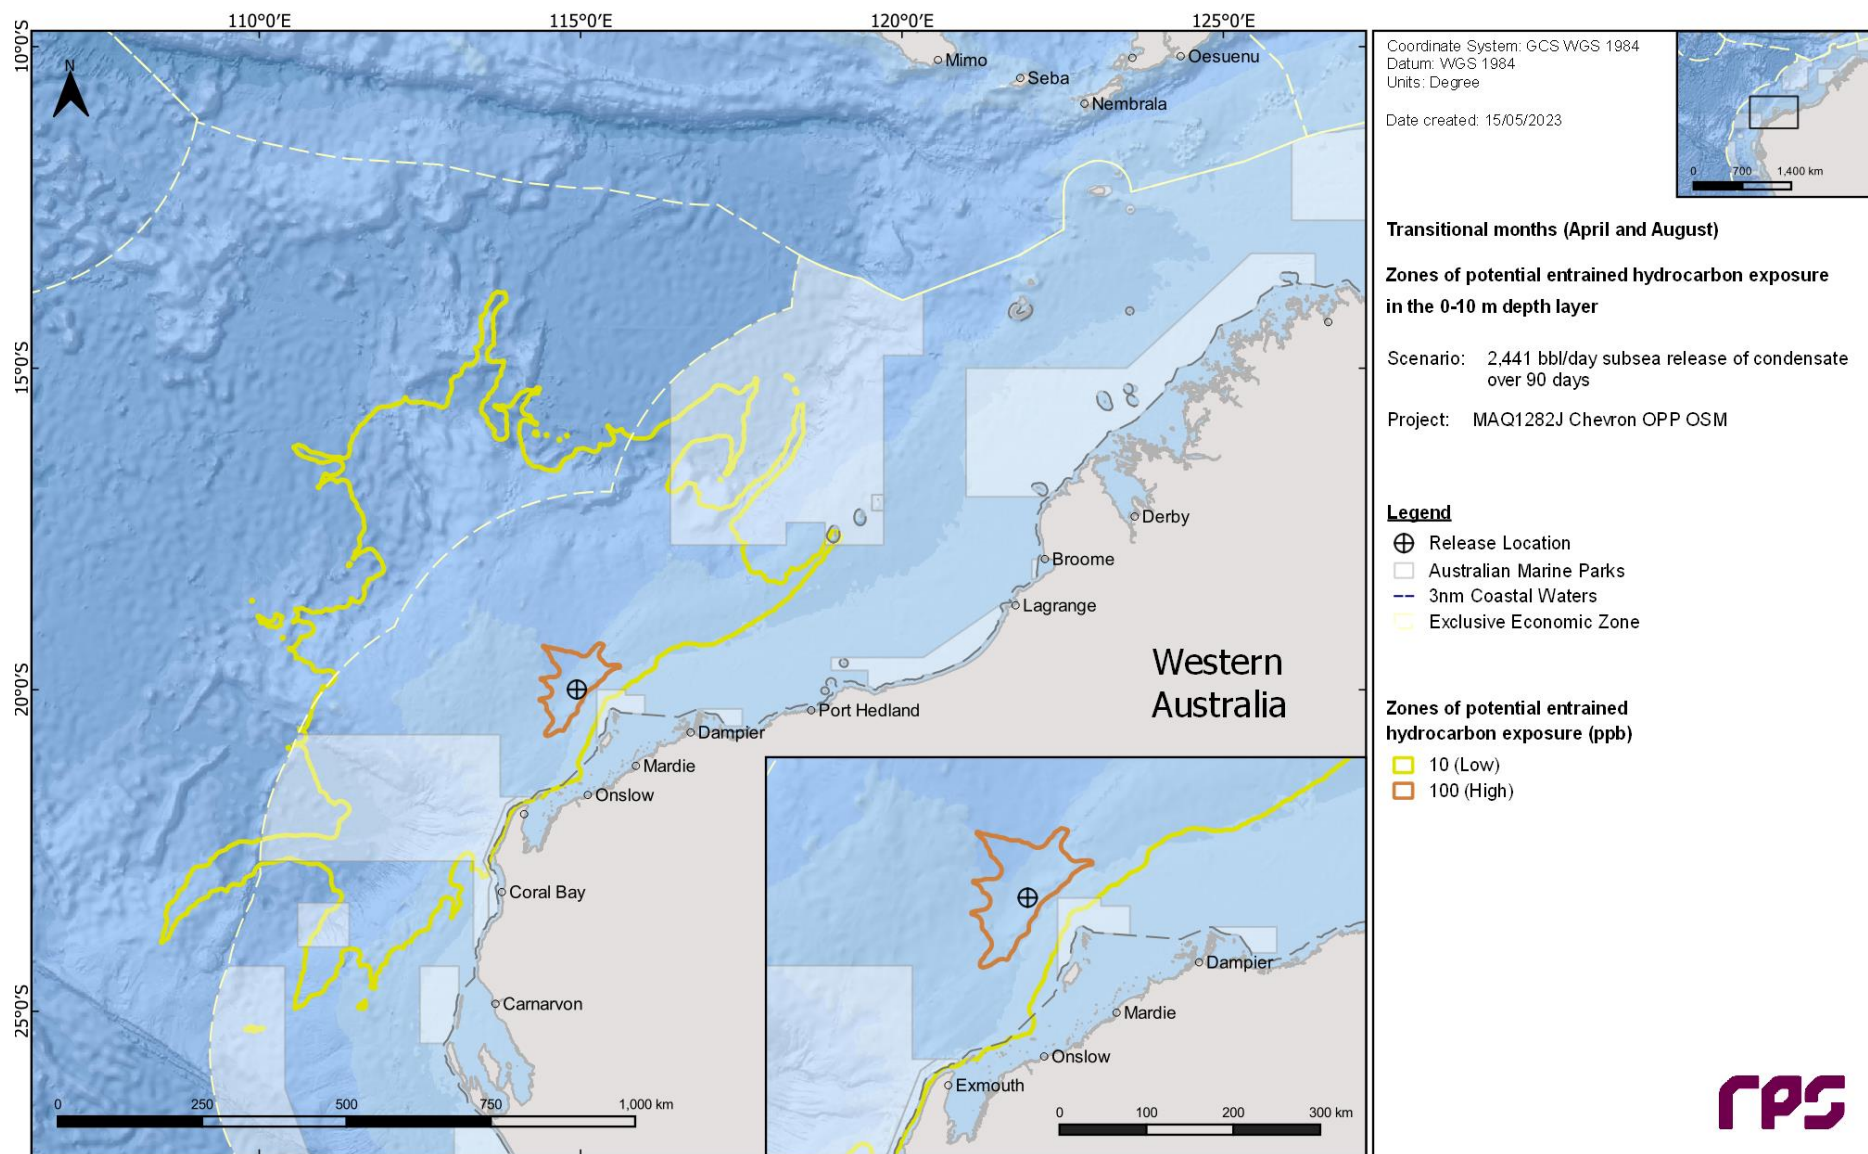 110°0'E 115°0'E 120°0'E 125°0'E
10°0'S
15°0'S
20°0'S
25°0'S
N
Mimo
Seba
Oesuenu
Nembrala
Derby
Broome
Lagrange
Western
Australia
Port Hedland
Dampier
Mardie
Onslow
Coral Bay
Carnarvon
0 250 500 750 1,000 km
Dampier
Mardie
Onslow
Exmouth
0 100 200 300 km
Coordinate System: GCS WGS 1984
Datum: WGS 1984
Units: Degree
Date created: 15/05/2023
0 700 1,400 km
Transitional months (April and August)
Zones of potential entrained hydrocarbon exposure
in the 0-10 m depth layer
Scenario: 2,441 bbl/day subsea release of condensate
over 90 days
Project: MAQ1282J Chevron OPP OSM
Legend
Release Location
Australian Marine Parks
3nm Coastal Waters
Exclusive Economic Zone
Zones of potential entrained
hydrocarbon exposure (ppb)
10 (Low)
100 (High)
rps